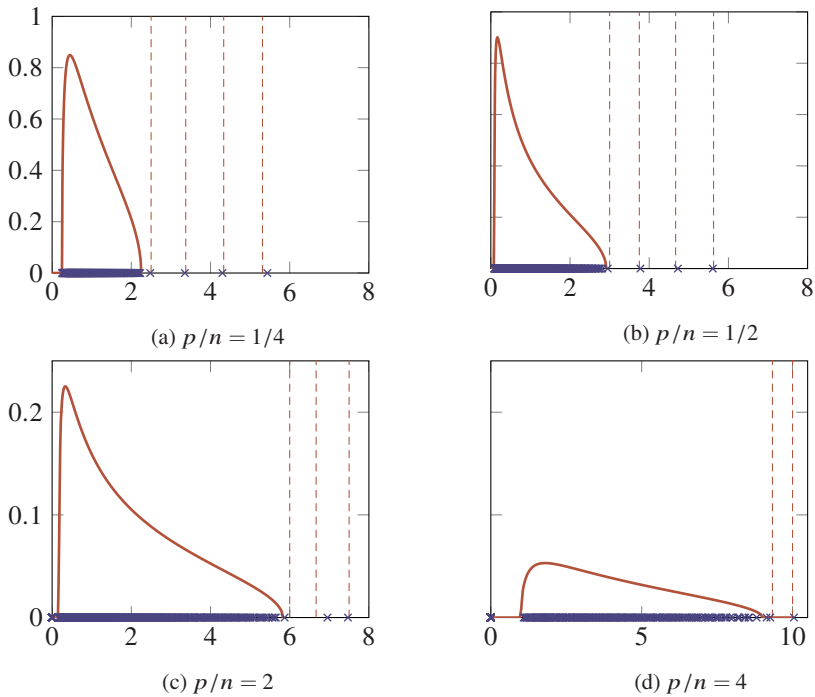 1
0.8
0.6
0.4
0.2
0
0 2 4 6 8
(a) p/n = 1/4
0 2 4 6 8
(b) p/n = 1/2
0.2
0.1
0
0 2 4 6 8
(c) p/n = 2
0 5 10
(d) p/n = 4